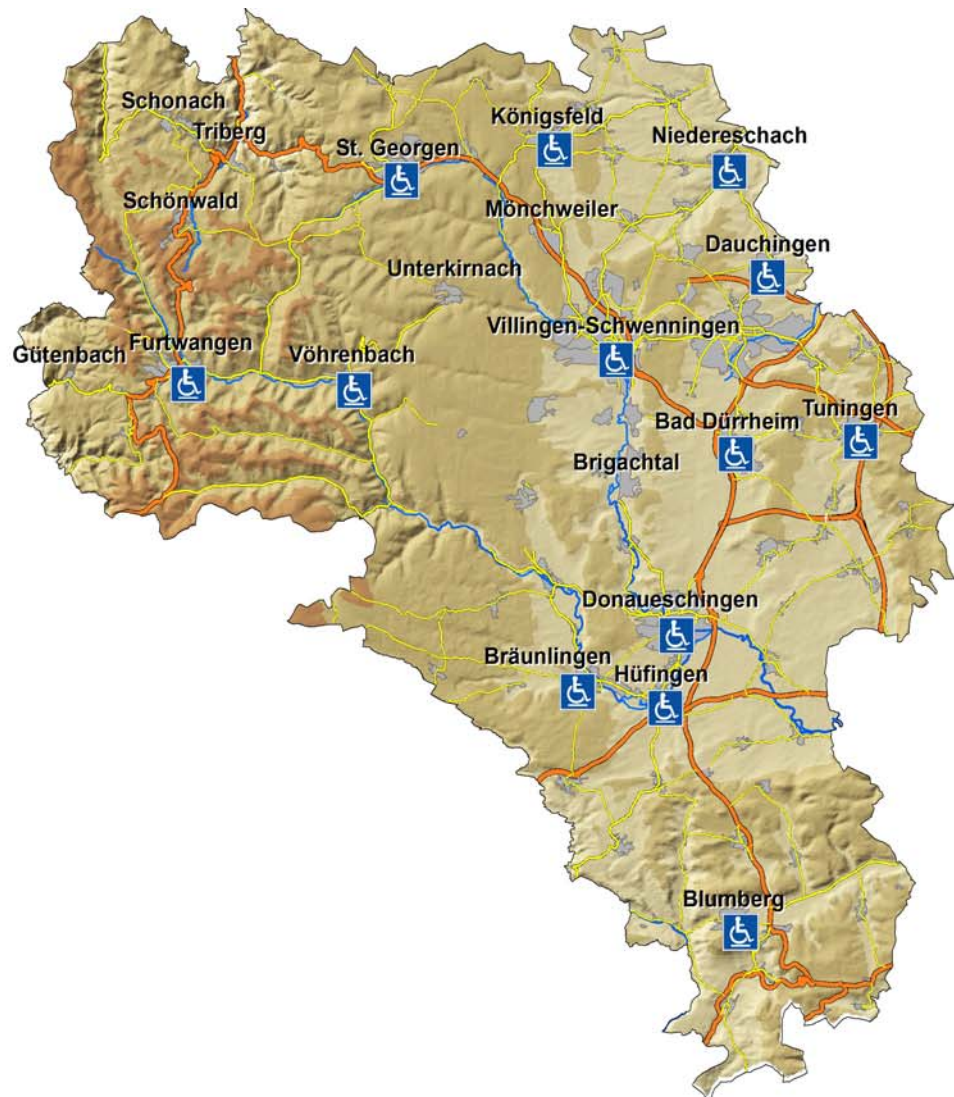 Schonach
Triberg
St. Georgen
Königsfeld
Niedereschach
Schönwald
Mönchweiler
Dauchingen
Unterkirnach
Villingen-Schwenningen
Gütenbach
Furtwangen
Vöhrenbach
Bad Dürrheim
Tuningen
Brigachtal
Donaueschingen
Bräunlingen
Hüfingen
Blumberg